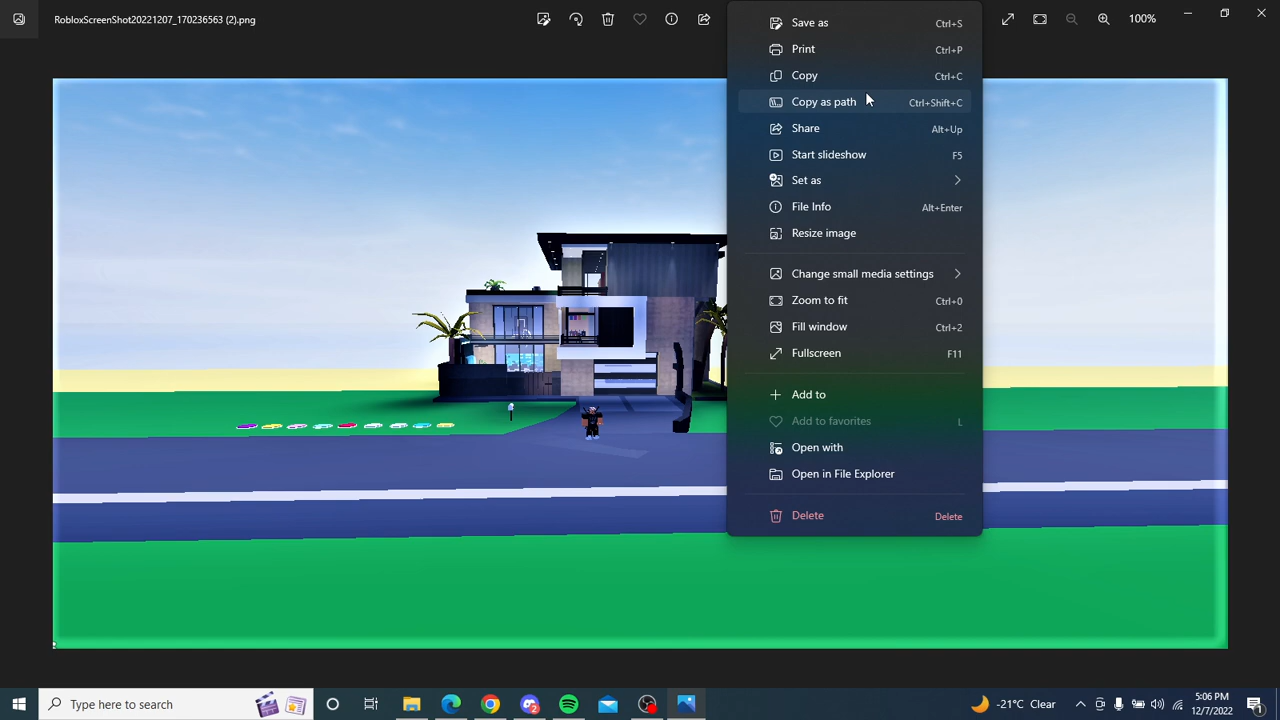 RobloxScreenShot20221207_170236563 (2).png
100%
Save as Ctrl+S
Print Ctrl+P
Copy Ctrl+C
Copy as path Ctrl+Shift+C
Share Alt+Up
Start slideshow F5
Set as
File Info Alt+Enter
Resize image
Change small media settings
Zoom to fit Ctrl+0
Fill window Ctrl+2
Fullscreen F11
Add to
Add to favorites L
Open with
Open in File Explorer
Delete Delete
Type here to search
-21°C Clear
5:06 PM
12/7/2022